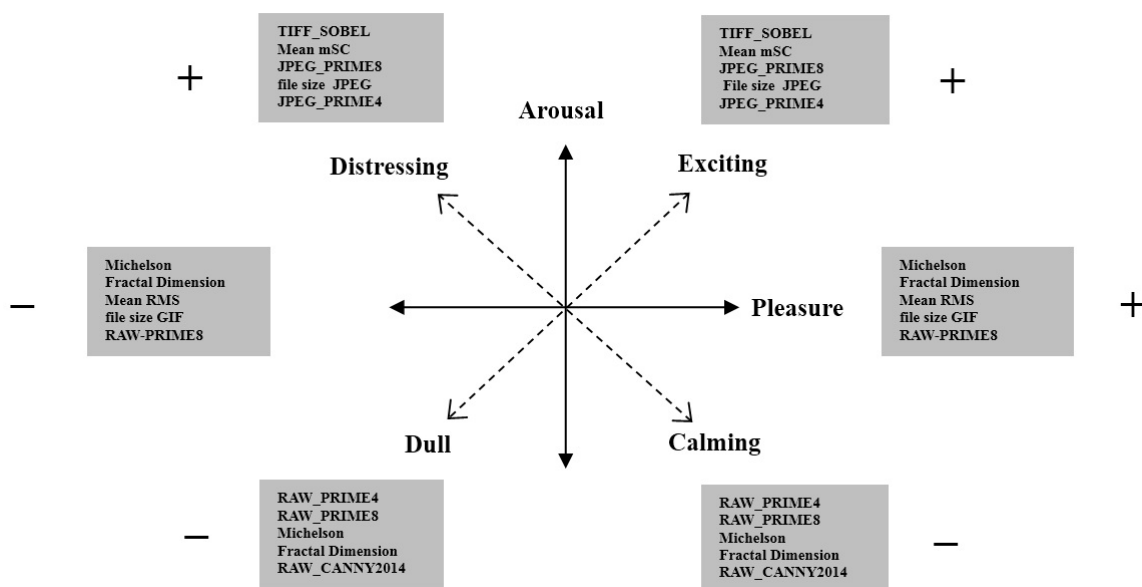 TIFF_SOBEL
Mean mSC
JPEG_PRIME8
file size JPEG
JPEG_PRIME4
+
TIFF_SOBEL
Mean mSC
JPEG_PRIME8
File size JPEG
JPEG_PRIME4
+
Arousal
Distressing
Exciting
Michelson
Fractal Dimension
Mean RMS
file size GIF
RAW-PRIME8
−
Pleasure
Michelson
Fractal Dimension
Mean RMS
file size GIF
RAW-PRIME8
+
Dull
Calming
RAW_PRIME4
RAW_PRIME8
Michelson
Fractal Dimension
RAW_CANNY2014
−
RAW_PRIME4
RAW_PRIME8
Michelson
Fractal Dimension
RAW_CANNY2014
−